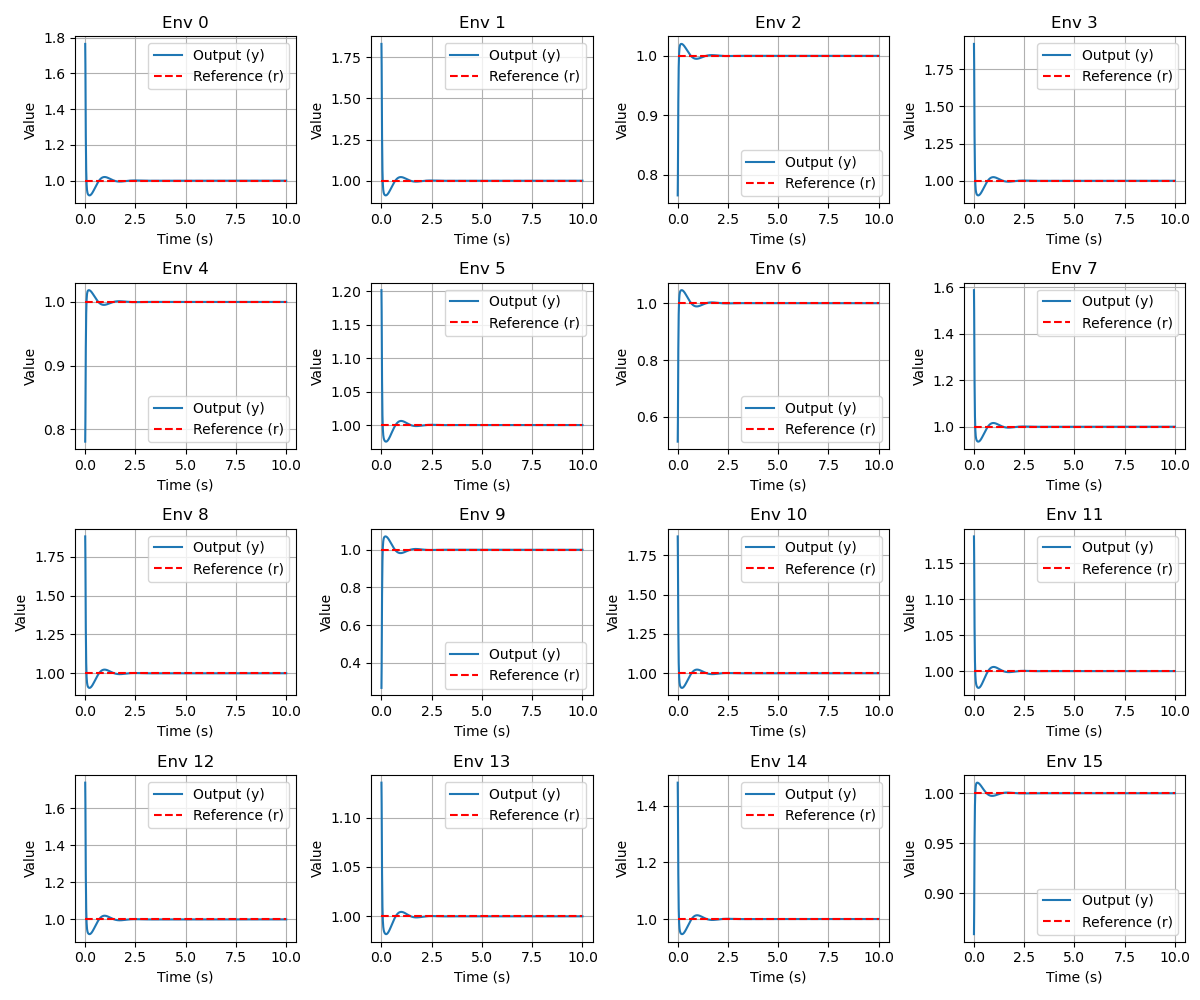 Env 0
1.8
1.6
1.4
1.2
1.0
Value
Output (y)
Reference (r)
0.0 2.5 5.0 7.5 10.0
Time (s)
Env 1
1.75
1.50
1.25
1.00
Value
Output (y)
Reference (r)
0.0 2.5 5.0 7.5 10.0
Time (s)
Env 2
1.0
0.9
0.8
Value
Output (y)
Reference (r)
0.0 2.5 5.0 7.5 10.0
Time (s)
Env 3
1.75
1.50
1.25
1.00
Value
Output (y)
Reference (r)
0.0 2.5 5.0 7.5 10.0
Time (s)
Env 4
1.0
0.9
0.8
Value
Output (y)
Reference (r)
0.0 2.5 5.0 7.5 10.0
Time (s)
Env 5
1.20
1.15
1.10
1.05
1.00
Value
Output (y)
Reference (r)
0.0 2.5 5.0 7.5 10.0
Time (s)
Env 6
1.0
0.8
0.6
Value
Output (y)
Reference (r)
0.0 2.5 5.0 7.5 10.0
Time (s)
Env 7
1.6
1.4
1.2
1.0
Value
Output (y)
Reference (r)
0.0 2.5 5.0 7.5 10.0
Time (s)
Env 8
1.75
1.50
1.25
1.00
Value
Output (y)
Reference (r)
0.0 2.5 5.0 7.5 10.0
Time (s)
Env 9
1.0
0.8
0.6
0.4
Value
Output (y)
Reference (r)
0.0 2.5 5.0 7.5 10.0
Time (s)
Env 10
1.75
1.50
1.25
1.00
Value
Output (y)
Reference (r)
0.0 2.5 5.0 7.5 10.0
Time (s)
Env 11
1.15
1.10
1.05
1.00
Value
Output (y)
Reference (r)
0.0 2.5 5.0 7.5 10.0
Time (s)
Env 12
1.6
1.4
1.2
1.0
Value
Output (y)
Reference (r)
0.0 2.5 5.0 7.5 10.0
Time (s)
Env 13
1.10
1.05
1.00
Value
Output (y)
Reference (r)
0.0 2.5 5.0 7.5 10.0
Time (s)
Env 14
1.4
1.2
1.0
Value
Output (y)
Reference (r)
0.0 2.5 5.0 7.5 10.0
Time (s)
Env 15
1.00
0.95
0.90
Value
Output (y)
Reference (r)
0.0 2.5 5.0 7.5 10.0
Time (s)